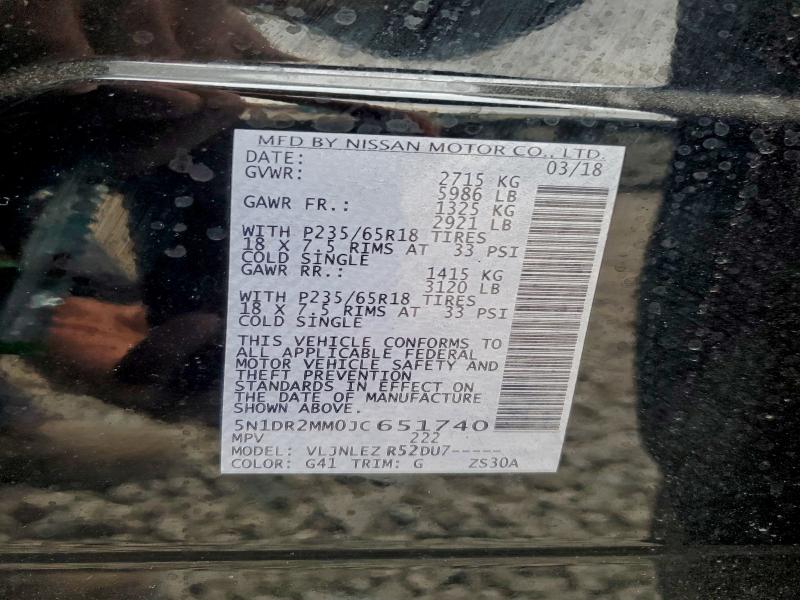 MFD BY NISSAN MOTOR CO., LTD.
DATE: 03/18
GVWR: 2715 KG
5986 LB
GAWR FR.: 1325 KG
2921 LB
WITH P235/65R18 TIRES
18 X 7.5 RIMS AT 33 PSI
COLD SINGLE
GAWR RR.: 1415 KG
3120 LB
WITH P235/65R18 TIRES
18 X 7.5 RIMS AT 33 PSI
COLD SINGLE
THIS VEHICLE CONFORMS TO
ALL APPLICABLE FEDERAL
MOTOR VEHICLE SAFETY AND
THEFT PREVENTION
STANDARDS IN EFFECT ON
THE DATE OF MANUFACTURE
SHOWN ABOVE.
5N1DR2MM0JC651740
MPV 222
MODEL: VLJNLEZ R52DU7-----
COLOR: G41 TRIM: G ZS30A